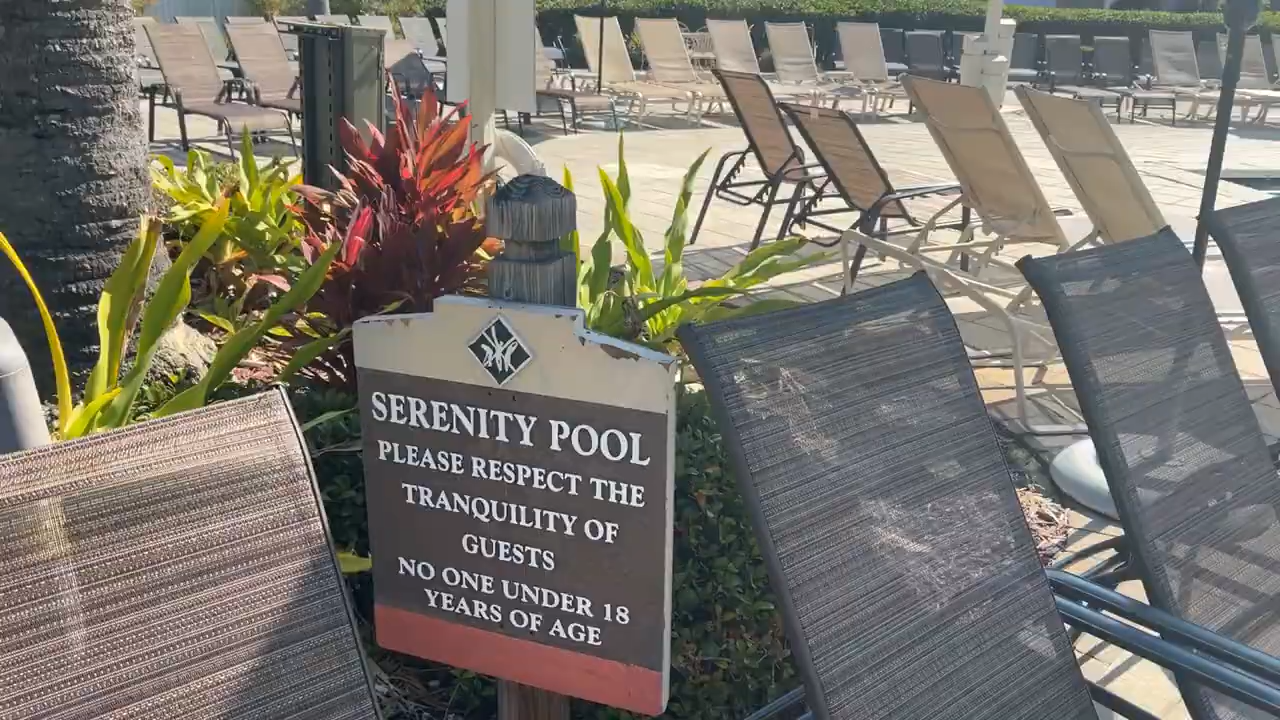 SERENITY POOL
PLEASE RESPECT THE
TRANQUILITY OF
GUESTS
NO ONE UNDER 18
YEARS OF AGE